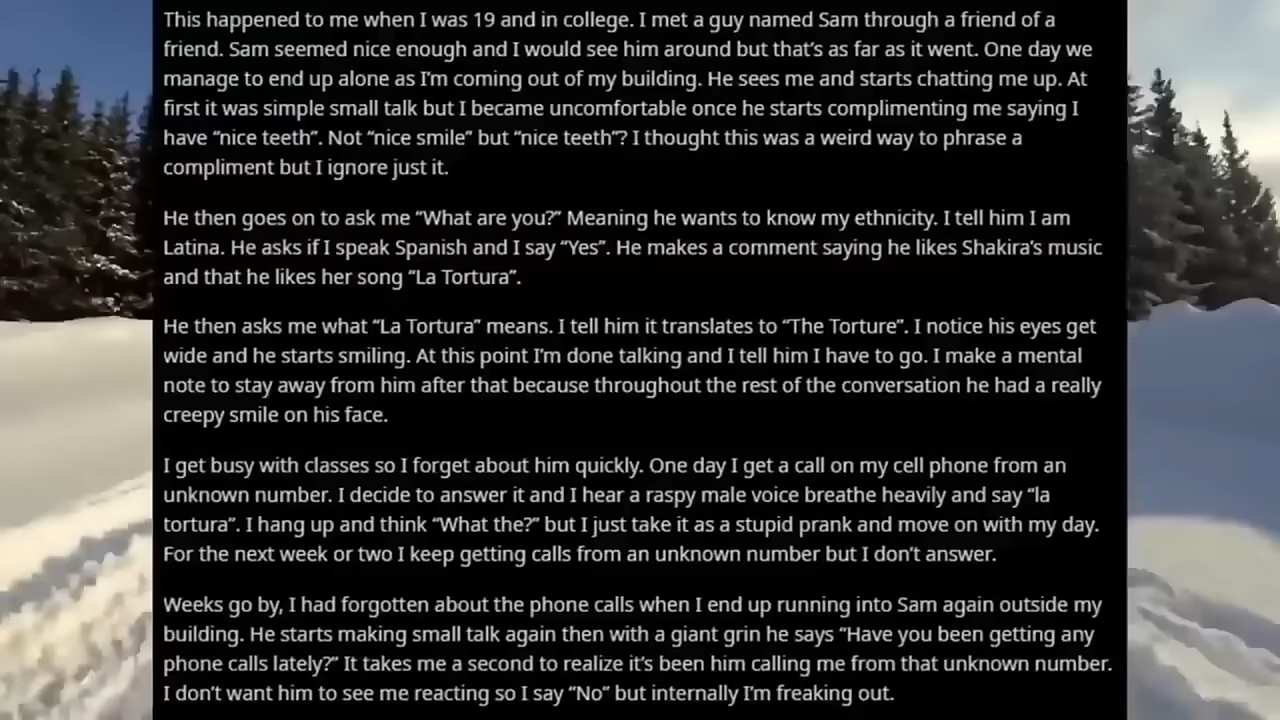 This happened to me when I was 19 and in college. I met a guy named Sam through a friend of a
friend. Sam seemed nice enough and I would see him around but that's as far as it went. One day we
manage to end up alone as I'm coming out of my building. He sees me and starts chatting me up. At
first it was simple small talk but I became uncomfortable once he starts complimenting me saying I
have “nice teeth”. Not “nice smile” but “nice teeth”? I thought this was a weird way to phrase a
compliment but I ignore just it.
He then goes on to ask me “What are you?” Meaning he wants to know my ethnicity. I tell him I am
Latina. He asks if I speak Spanish and I say “Yes”. He makes a comment saying he likes Shakira’s music
and that he likes her song “La Tortura”.
He then asks me what “La Tortura” means. I tell him it translates to “The Torture”. I notice his eyes get
wide and he starts smiling. At this point I’m done talking and I tell him I have to go. I make a mental
note to stay away from him after that because throughout the rest of the conversation he had a really
creepy smile on his face.
I get busy with classes so I forget about him quickly. One day I get a call on my cell phone from an
unknown number. I decide to answer it and I hear a raspy male voice breathe heavily and say “la
tortura”. I hang up and think “What the?” but I just take it as a stupid prank and move on with my day.
For the next week or two I keep getting calls from an unknown number but I don’t answer.
Weeks go by, I had forgotten about the phone calls when I end up running into Sam again outside my
building. He starts making small talk again then with a giant grin he says “Have you been getting any
phone calls lately?” It takes me a second to realize it’s been him calling me from that unknown number.
I don’t want him to see me reacting so I say “No” but internally I’m freaking out.